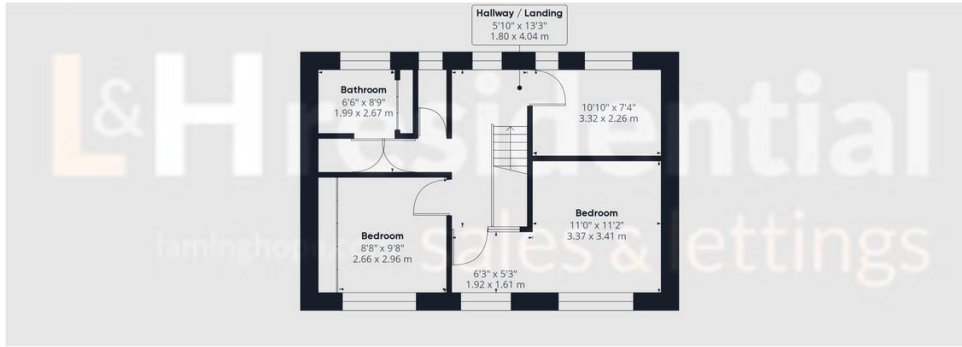 Hallway / Landing
5'10" x 13'3"
1.80 x 4.04 m
Bathroom
6'6" x 8'9"
1.99 x 2.67 m
10'10" x 7'4"
3.32 x 2.26 m
L&H residential
Bedroom
8'8" x 9'8"
2.66 x 2.96 m
Bedroom
11'0" x 11'2"
3.37 x 3.41 m
6'3" x 5'3"
1.92 x 1.61 m
sales & lettings